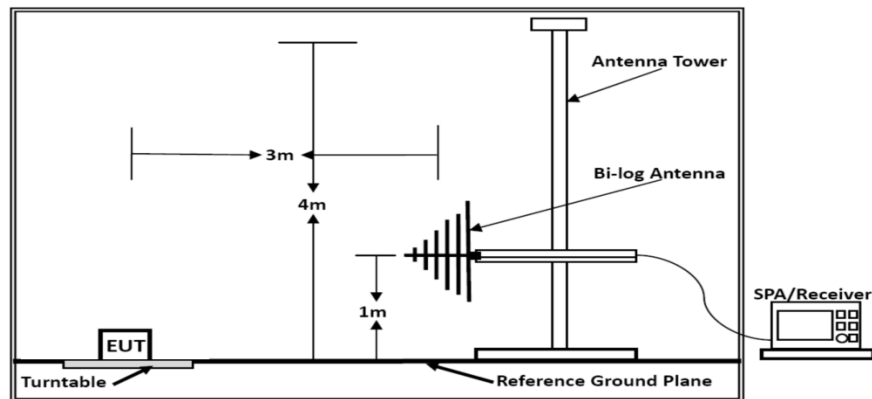 Antenna Tower
3m
Bi-log Antenna
4m
SPA/Receiver
1m
EUT
Turntable
Reference Ground Plane